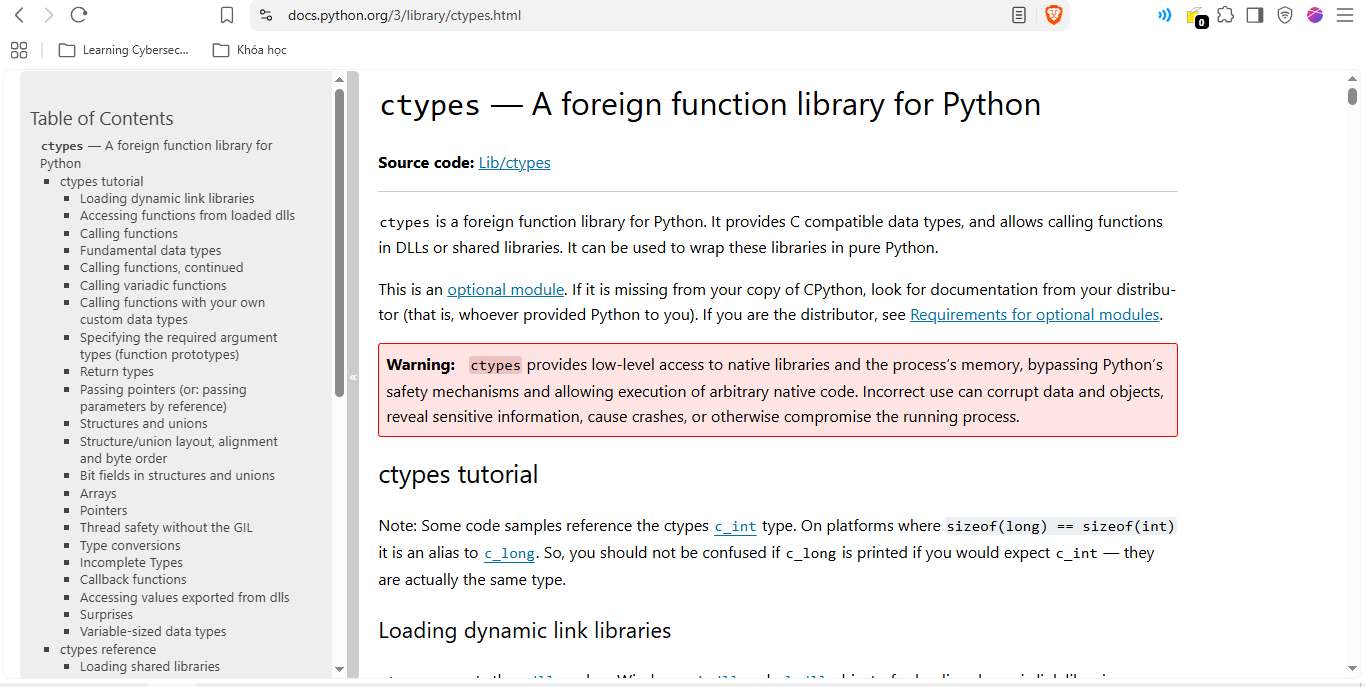 docs.python.org/3/library/ctypes.html
0
Learning Cybersec...
Khóa học
Table of Contents
ctypes — A foreign function library for
Python
ctypes tutorial
Loading dynamic link libraries
Accessing functions from loaded dlls
Calling functions
Fundamental data types
Calling functions, continued
Calling variadic functions
Calling functions with your own
custom data types
Specifying the required argument
types (function prototypes)
Return types
Passing pointers (or: passing
parameters by reference)
Structures and unions
Structure/union layout, alignment
and byte order
Bit fields in structures and unions
Arrays
Pointers
Thread safety without the GIL
Type conversions
Incomplete Types
Callback functions
Accessing values exported from dlls
Surprises
Variable-sized data types
ctypes reference
Loading shared libraries
«
ctypes — A foreign function library for Python
Source code: Lib/ctypes
ctypes is a foreign function library for Python. It provides C compatible data types, and allows calling functions
in DLLs or shared libraries. It can be used to wrap these libraries in pure Python.
This is an optional module. If it is missing from your copy of CPython, look for documentation from your distribu-
tor (that is, whoever provided Python to you). If you are the distributor, see Requirements for optional modules.
Warning: ctypes provides low-level access to native libraries and the process’s memory, bypassing Python’s
safety mechanisms and allowing execution of arbitrary native code. Incorrect use can corrupt data and objects,
reveal sensitive information, cause crashes, or otherwise compromise the running process.
ctypes tutorial
Note: Some code samples reference the ctypes c_int type. On platforms where sizeof(long) == sizeof(int)
it is an alias to c_long. So, you should not be confused if c_long is printed if you would expect c_int — they
are actually the same type.
Loading dynamic link libraries